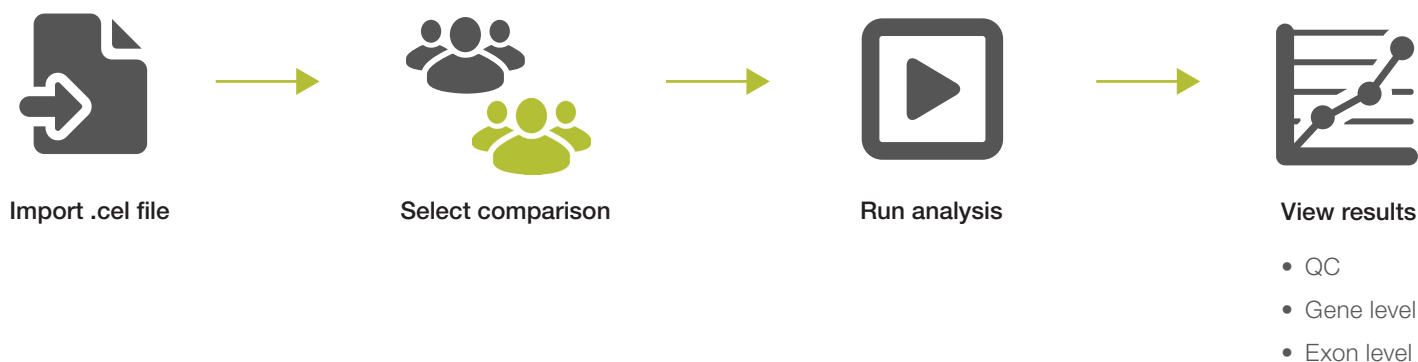 Import .cel file
Select comparison
Run analysis
View results
• QC
• Gene level
• Exon level